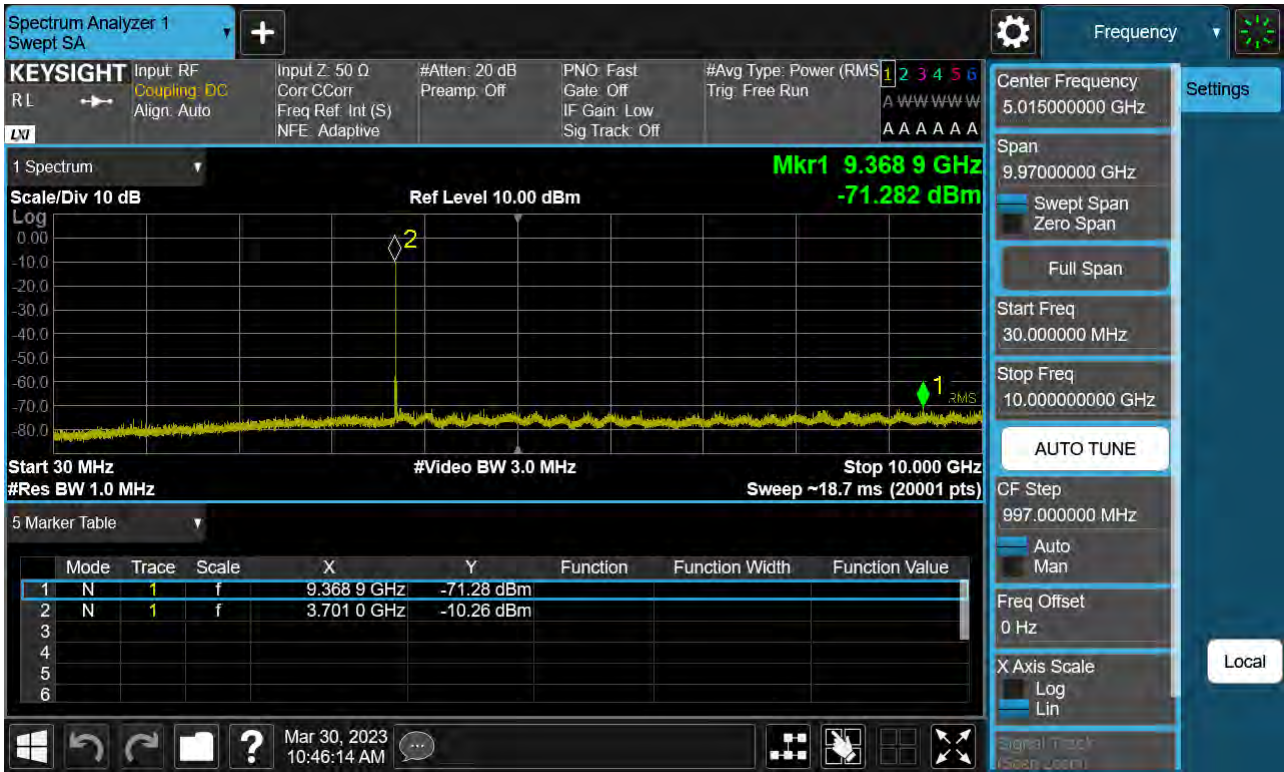 Spectrum Analyzer 1
Swept SA
Frequency
KEYSIGHT
RL
LXI
Input: RF
Coupling: DC
Align: Auto
Input Z: 50 Ω
Corr CCorr
Freq Ref: Int (S)
NFE: Adaptive
#Atten: 20 dB
Preamp: Off
PNO: Fast
Gate: Off
IF Gain: Low
Sig Track: Off
#Avg Type: Power (RMS
Trig: Free Run
1 2 3 4 5 6
A W W W W W
A A A A A A
1 Spectrum
Mkr1 9.368 9 GHz
Scale/Div 10 dB
Ref Level 10.00 dBm
-71.282 dBm
Log
0.00
-10.0
-20.0
-30.0
-40.0
-50.0
-60.0
-70.0
-80.0
2
1
RMS
Start 30 MHz
#Video BW 3.0 MHz
Stop 10.000 GHz
#Res BW 1.0 MHz
Sweep ~18.7 ms (20001 pts)
5 Marker Table
Mode Trace Scale X Y Function Function Width Function Value
1 N 1 f 9.368 9 GHz -71.28 dBm
2 N 1 f 3.701 0 GHz -10.26 dBm
3
4
5
6
Mar 30, 2023
10:46:14 AM
Center Frequency
5.015000000 GHz
Settings
Span
9.97000000 GHz
Swept Span
Zero Span
Full Span
Start Freq
30.000000 MHz
Stop Freq
10.000000000 GHz
AUTO TUNE
CF Step
997.000000 MHz
Auto
Man
Freq Offset
0 Hz
X Axis Scale
Log
Lin
Signal Track
(Span Zoom)
Local